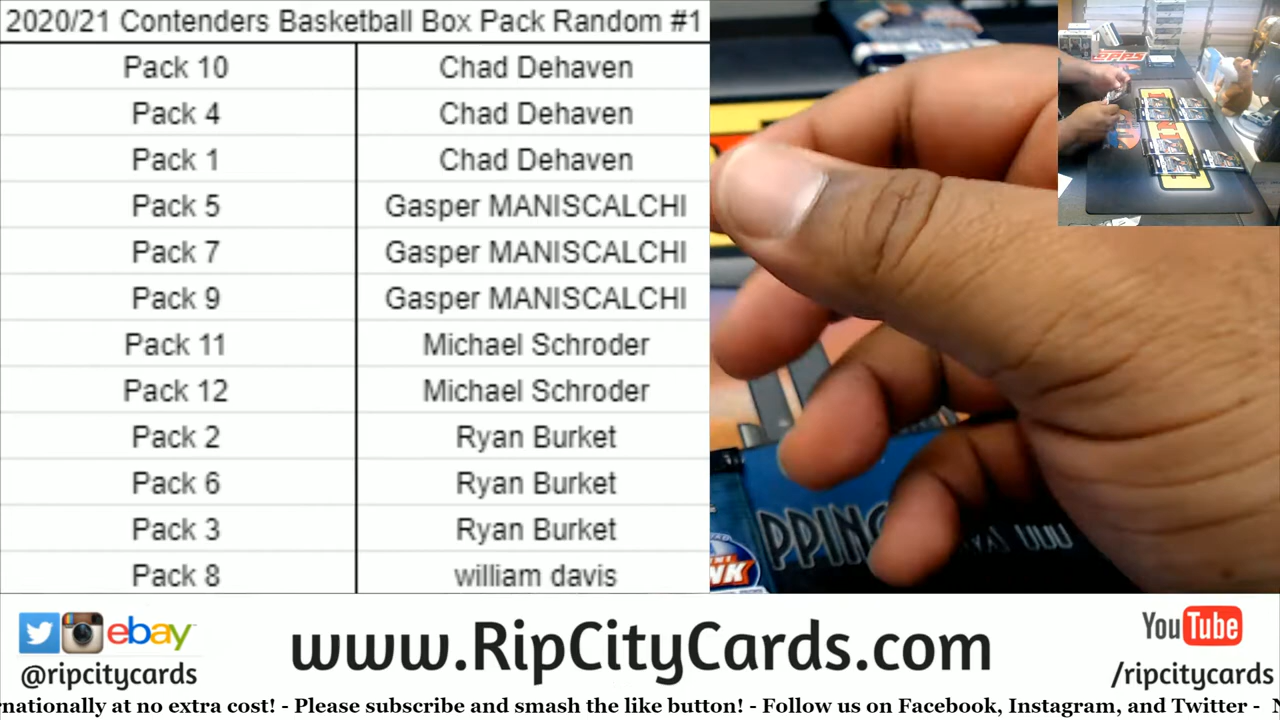 2020/21 Contenders Basketball Box Pack Random #1
Pack 10 Chad Dehaven
Pack 4 Chad Dehaven
Pack 1 Chad Dehaven
Pack 5 Gasper MANISCALCHI
Pack 7 Gasper MANISCALCHI
Pack 9 Gasper MANISCALCHI
Pack 11 Michael Schroder
Pack 12 Michael Schroder
Pack 2 Ryan Burket
Pack 6 Ryan Burket
Pack 3 Ryan Burket
Pack 8 william davis
PPING
ebay
@ripcitycards
www.RipCityCards.com
YouTube
/ripcitycards
nationally at no extra cost! - Please subscribe and smash the like button! - Follow us on Facebook, Instagram, and Twitter - N